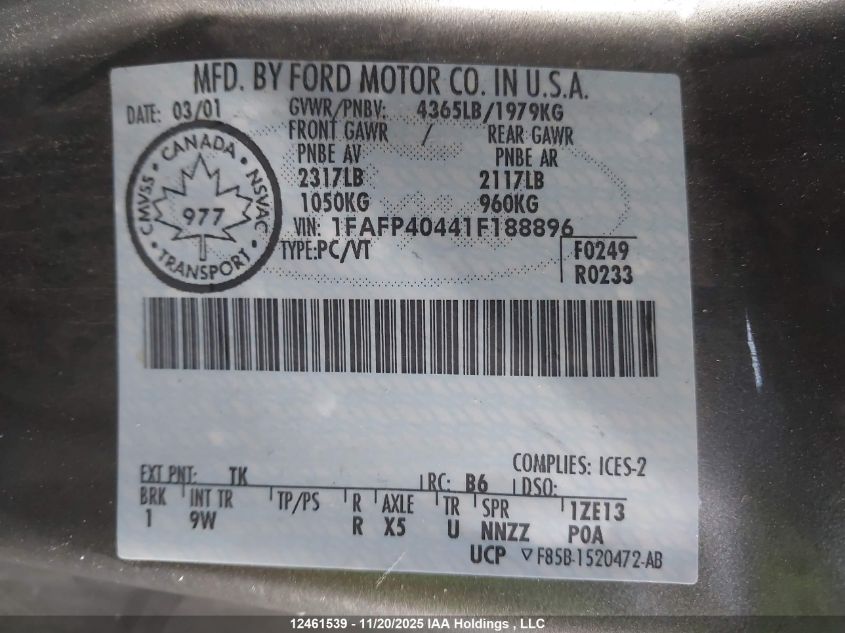 MFD. BY FORD MOTOR CO. IN U.S.A.
DATE: 03/01 GVWR/PNBV: 4365LB/1979KG
FRONT GAWR / REAR GAWR
PNBE AV PNBE AR
2317LB 2117LB
1050KG 960KG
VIN: 1FAFP40441F188896
TYPE:PC/VT F0249
R0233
CANADA
CMVSS NSVAC
977
TRANSPORT
COMPLIES: ICES-2
EXT PNT: TK RC: B6 DSO:
BRK INT TR TP/PS R AXLE TR SPR 1ZE13
1 9W R X5 U NNZZ P0A
UCP ▽ F85B-1520472-AB
12461539 - 11/20/2025 IAA Holdings , LLC